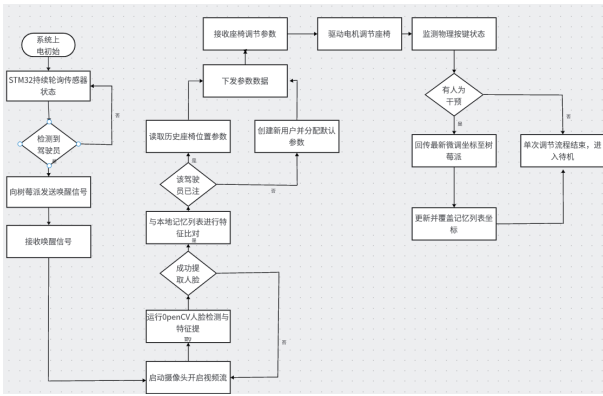 系统上
电初始
STM32持续轮询传感器
状态
否
检测到
驾驶员
是
向树莓派发送唤醒信号
接收唤醒信号
启动摄像头开启视频流
运行OpenCV人脸检测与
特征提
取
成功提
取人脸
否
是
与本地记忆列表进行特
征比对
该驾驶
员已注
是
否
读取历史座椅位置参数
创建新用户并分配默认
参数
下发参数数据
接收座椅调节参数
驱动电机调节座椅
监测物理按键状态
有人为
干预
是
否
回传最新微调坐标至树
莓派
更新并覆盖记忆列表坐
标
单次调节流程结束，进
入待机